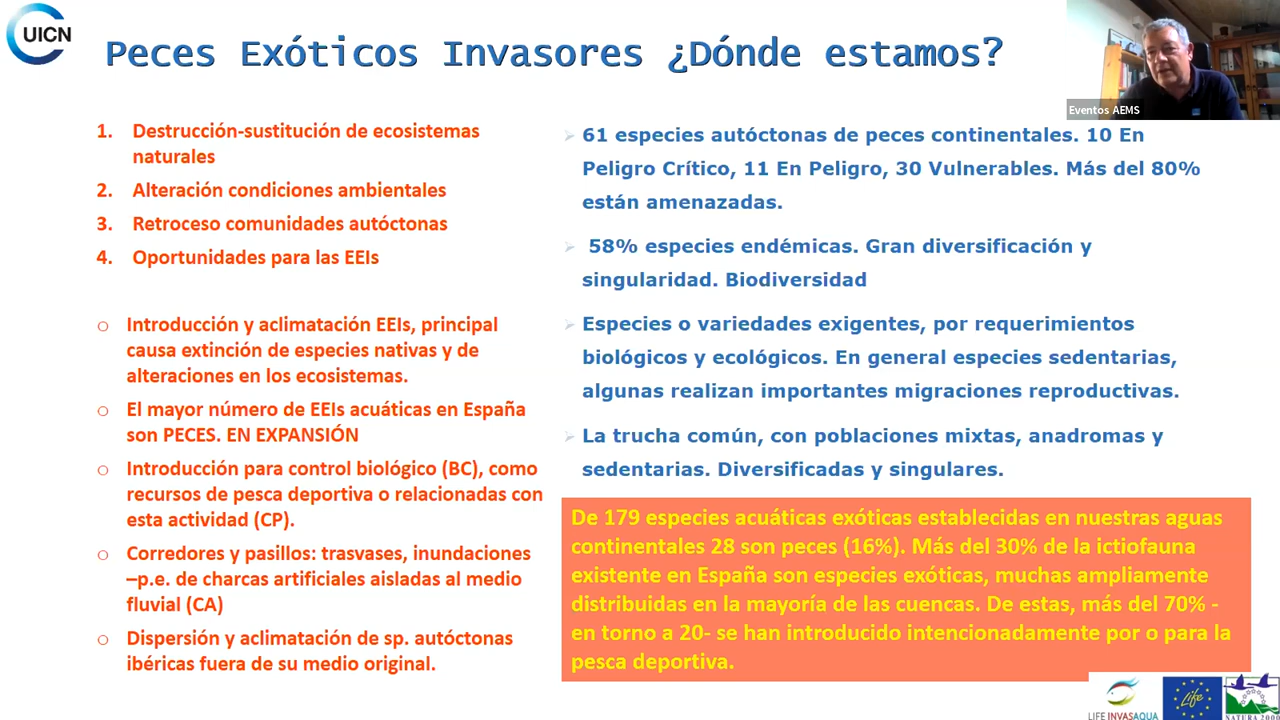 UICN
Peces Exóticos Invasores ¿Dónde estamos?
Eventos AEMS
1. Destrucción-sustitución de ecosistemas
naturales
2. Alteración condiciones ambientales
3. Retroceso comunidades autóctonas
4. Oportunidades para las EEIs
o Introducción y aclimatación EEIs, principal
causa extinción de especies nativas y de
alteraciones en los ecosistemas.
o El mayor número de EEIs acuáticas en España
son PECES. EN EXPANSIÓN
o Introducción para control biológico (BC), como
recursos de pesca deportiva o relacionadas con
esta actividad (CP).
o Corredores y pasillos: trasvases, inundaciones
–p.e. de charcas artificiales aisladas al medio
fluvial (CA)
o Dispersión y aclimatación de sp. autóctonas
ibéricas fuera de su medio original.
61 especies autóctonas de peces continentales. 10 En
Peligro Crítico, 11 En Peligro, 30 Vulnerables. Más del 80%
están amenazadas.
58% especies endémicas. Gran diversificación y
singularidad. Biodiversidad
Especies o variedades exigentes, por requerimientos
biológicos y ecológicos. En general especies sedentarias,
algunas realizan importantes migraciones reproductivas.
La trucha común, con poblaciones mixtas, anadromas y
sedentarias. Diversificadas y singulares.
De 179 especies acuáticas exóticas establecidas en nuestras aguas
continentales 28 son peces (16%). Más del 30% de la ictiofauna
existente en España son especies exóticas, muchas ampliamente
distribuidas en la mayoría de las cuencas. De estas, más del 70% -
en torno a 20- se han introducido intencionadamente por o para la
pesca deportiva.
LIFE INVASAQUA
Life
NATURA 2000